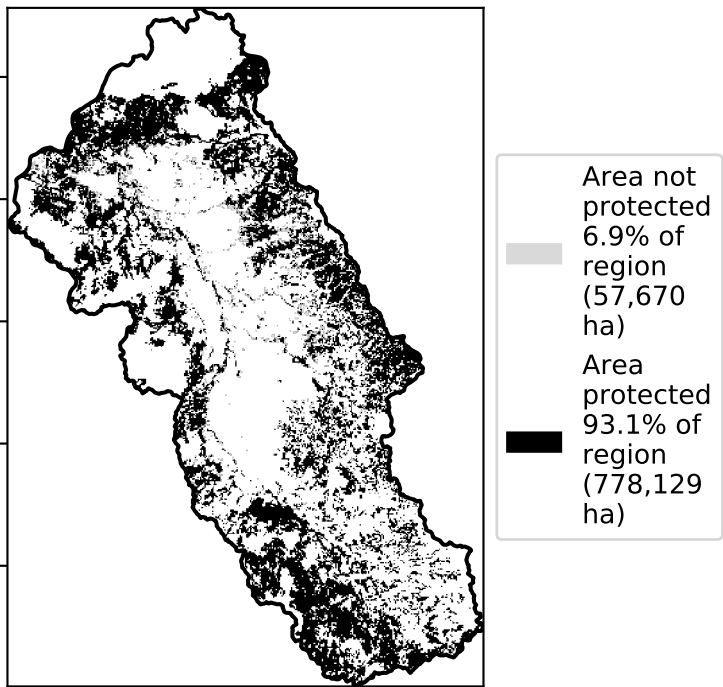 Area not
protected
6.9% of
region
(57,670
ha)
Area
protected
93.1% of
region
(778,129
ha)